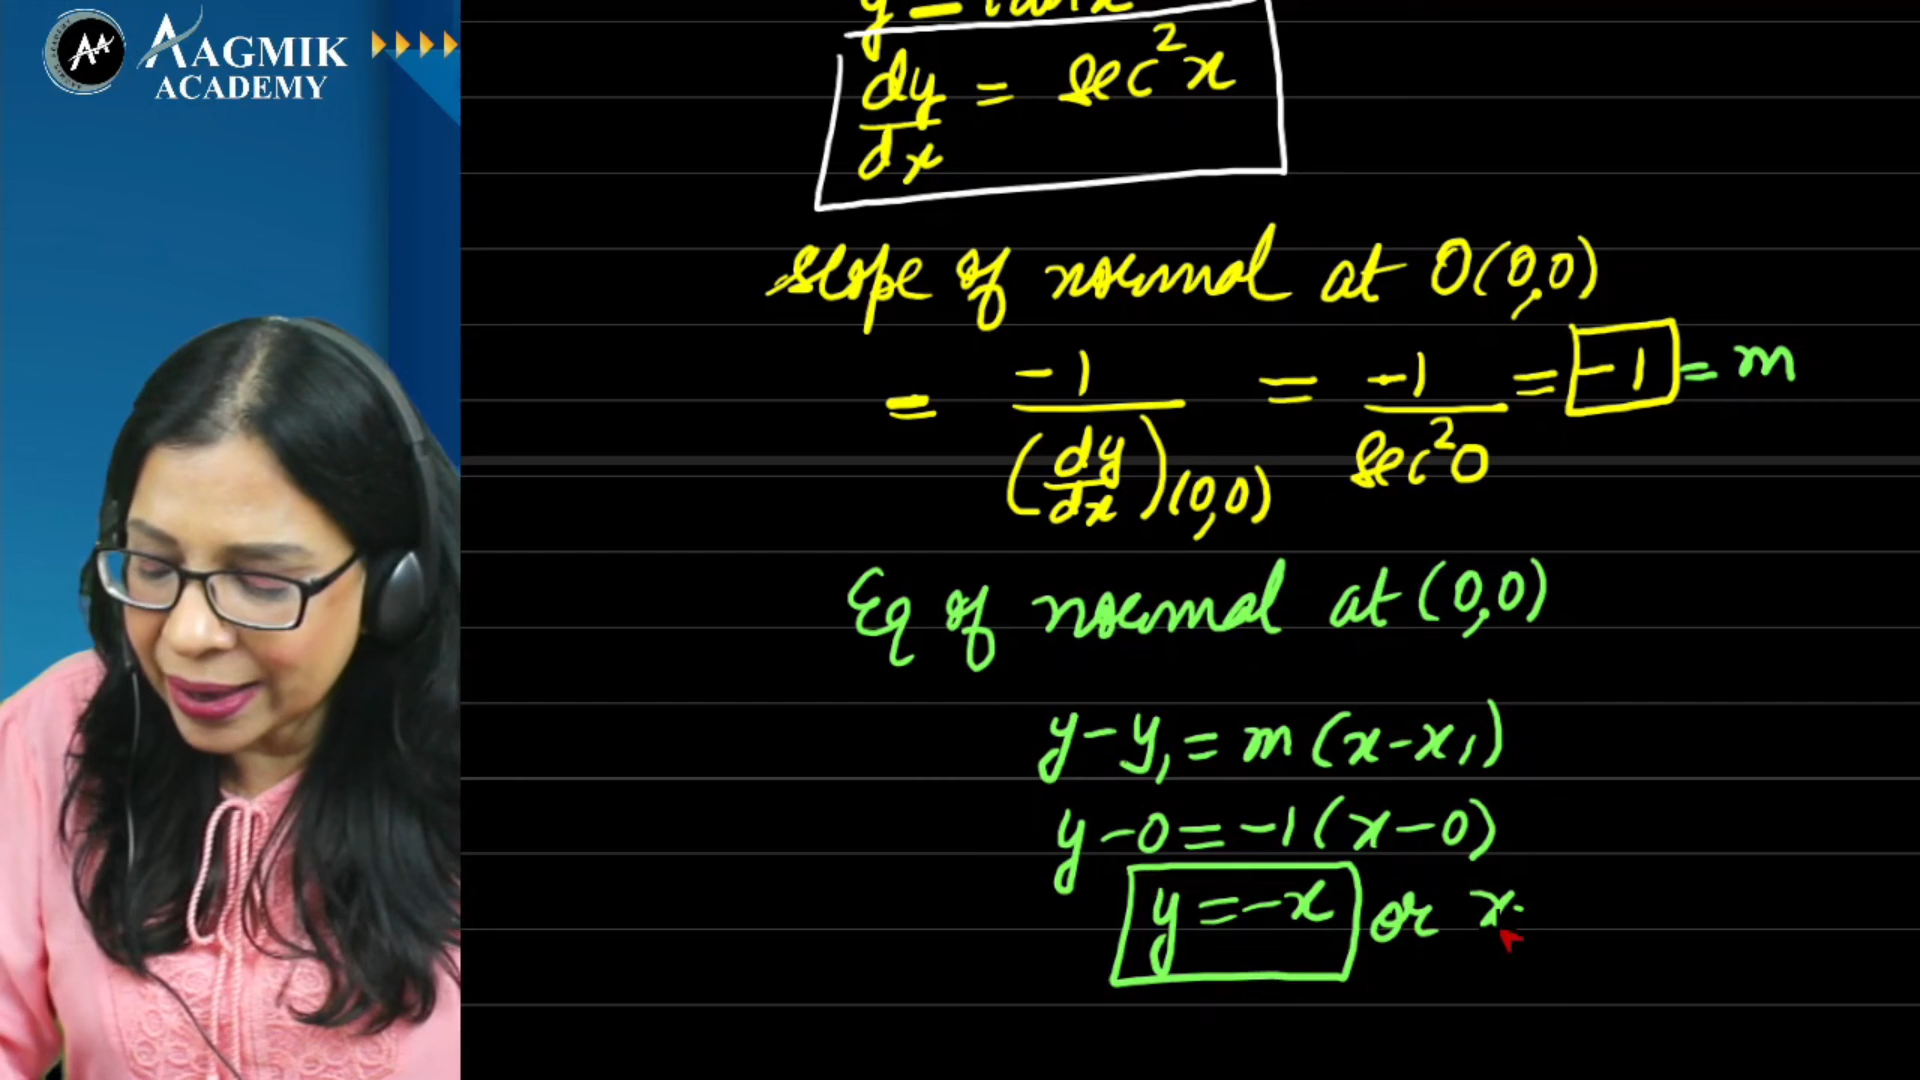 AAGMIK
ACADEMY
y = tan x
dy/dx = sec²x
Slope of normal at O(0,0)
= -1/(dy/dx)(0,0) = -1/sec²0 = -1 = m
Eq of normal at (0,0)
y-y₁ = m(x-x₁)
y-0 = -1(x-0)
y = -x or x